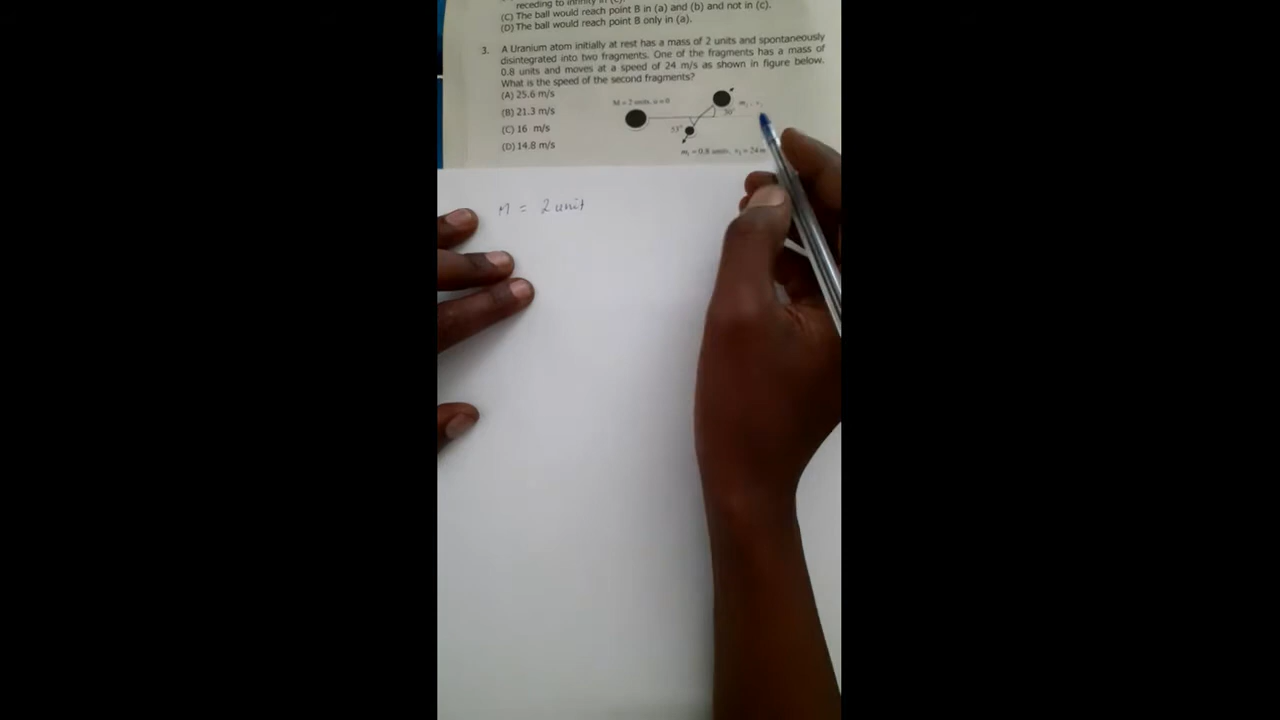 receding to infinity in (c).
(C) The ball would reach point B in (a) and (b) and not in (c).
(D) The ball would reach point B only in (a).
3. A Uranium atom initially at rest has a mass of 2 units and spontaneously
disintegrated into two fragments. One of the fragments has a mass of
0.8 units and moves at a speed of 24 m/s as shown in figure below.
What is the speed of the second fragments?
(A) 25.6 m/s
(B) 21.3 m/s
(C) 16 m/s
(D) 14.8 m/s
M = 2 units, u = 0
30°
53°
m₁ = 0.8 units, v₁ = 24 m
M = 2 unit